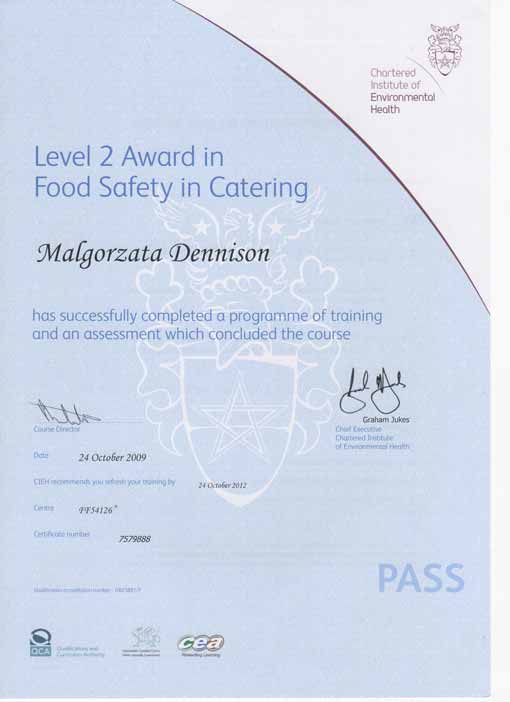 Chartered
Institute of
Environmental
Health
Level 2 Award in
Food Safety in Catering
Malgorzata Dennison
has successfully completed a programme of training
and an assessment which concluded the course
Course Director
Graham Jukes
Chief Executive
Chartered Institute
of Environmental Health
Date 24 October 2009
CIEH recommends you refresh your training by 24 October 2012
Centre FF54126*
Certificate number 7579888
PASS
Qualification accreditation number
QCA Qualifications and
Curriculum Authority
cea
Rewarding Learning